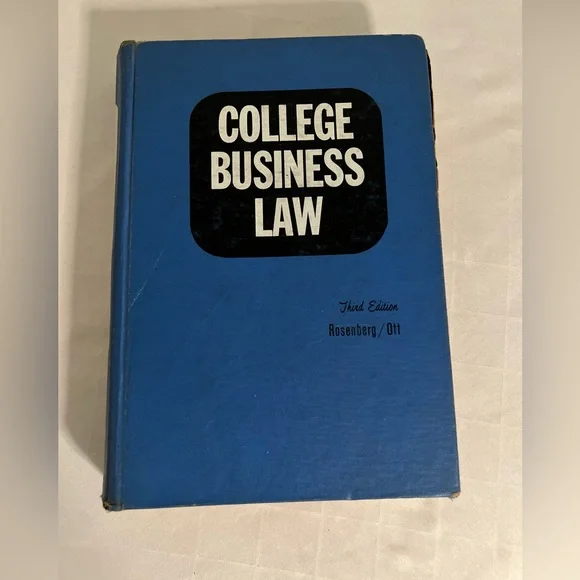 COLLEGE
BUSINESS
LAW
Third Edition
Rosenberg/Ott